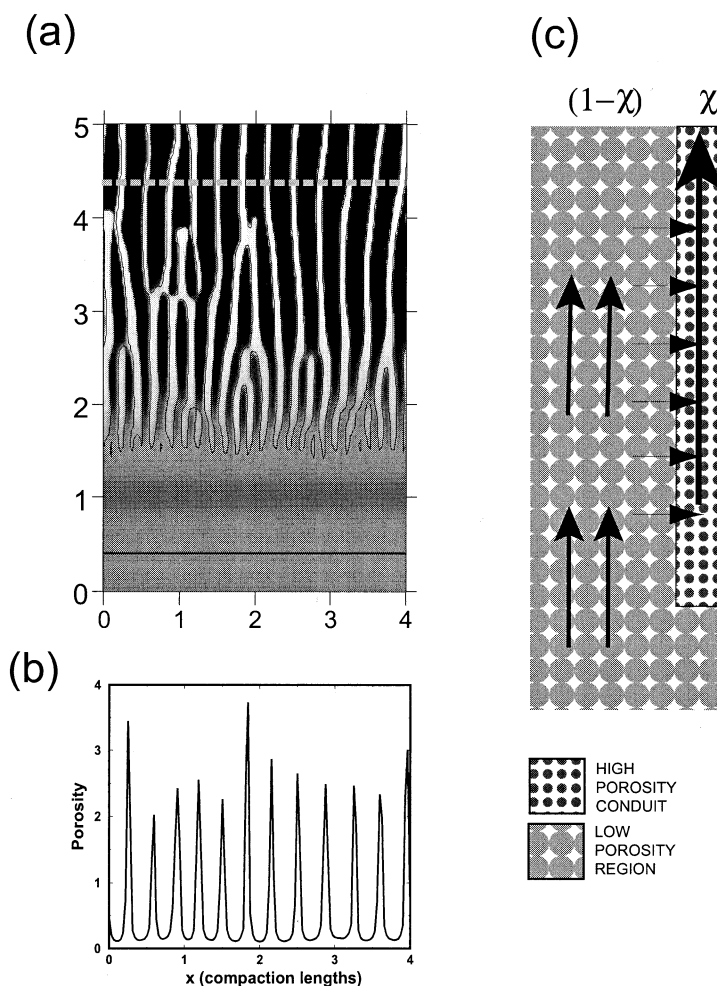 (a)
(c)
(1-χ) χ
5
4
3
2
1
0
0 1 2 3 4
(b)
4
3
2
1
0
Porosity
0 1 2 3 4
x (compaction lengths)
HIGH
POROSITY
CONDUIT
LOW
POROSITY
REGION